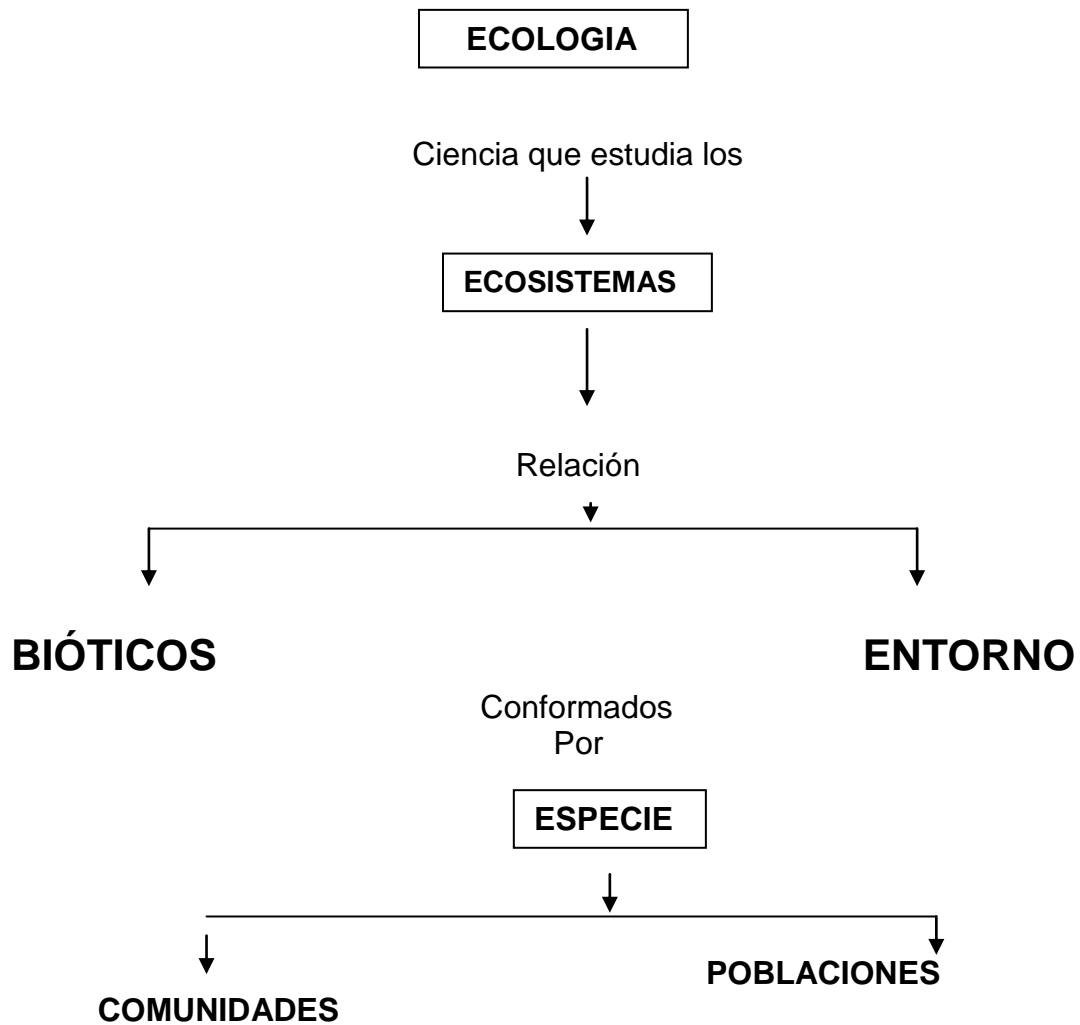 ECOLOGIA
Ciencia que estudia los
ECOSISTEMAS
Relación
BIÓTICOS
ENTORNO
Conformados
Por
ESPECIE
POBLACIONES
COMUNIDADES